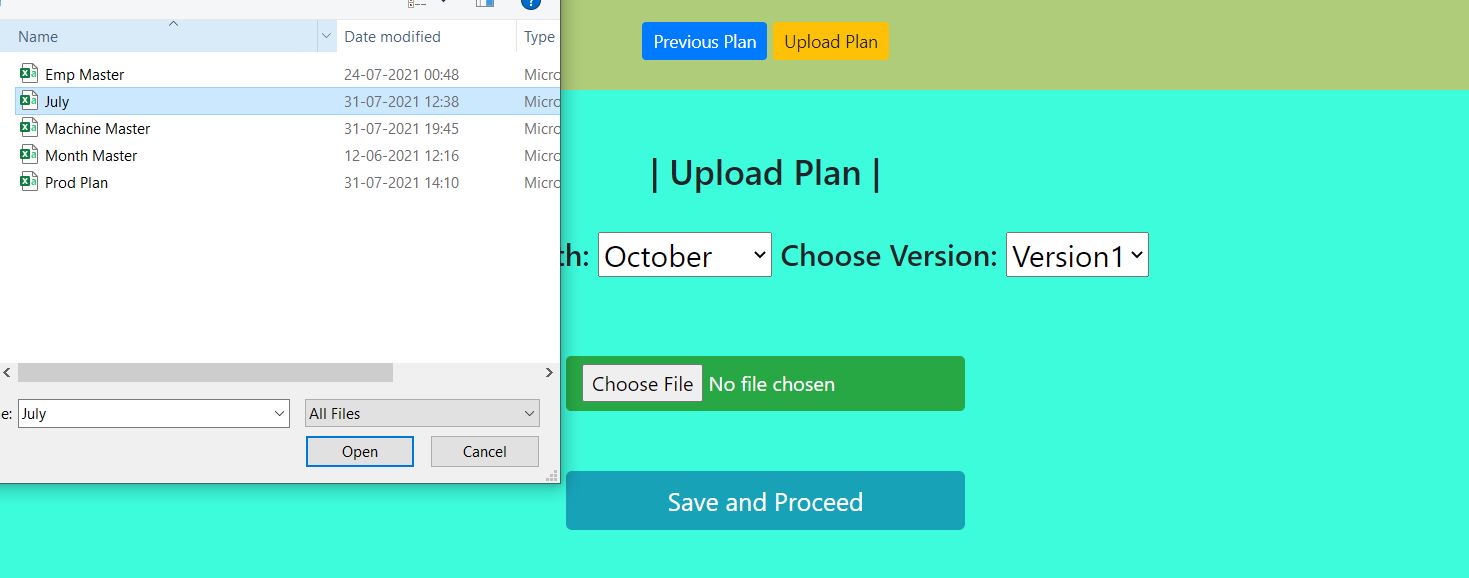 Previous Plan Upload Plan
Name Date modified Type
Emp Master 24-07-2021 00:48 Micro
July 31-07-2021 12:38 Micro
Machine Master 31-07-2021 19:45 Micro
Month Master 12-06-2021 12:16 Micro
Prod Plan 31-07-2021 14:10 Micro
| Upload Plan |
th: October Choose Version: Version1
Choose File No file chosen
e: July All Files
Open Cancel
Save and Proceed